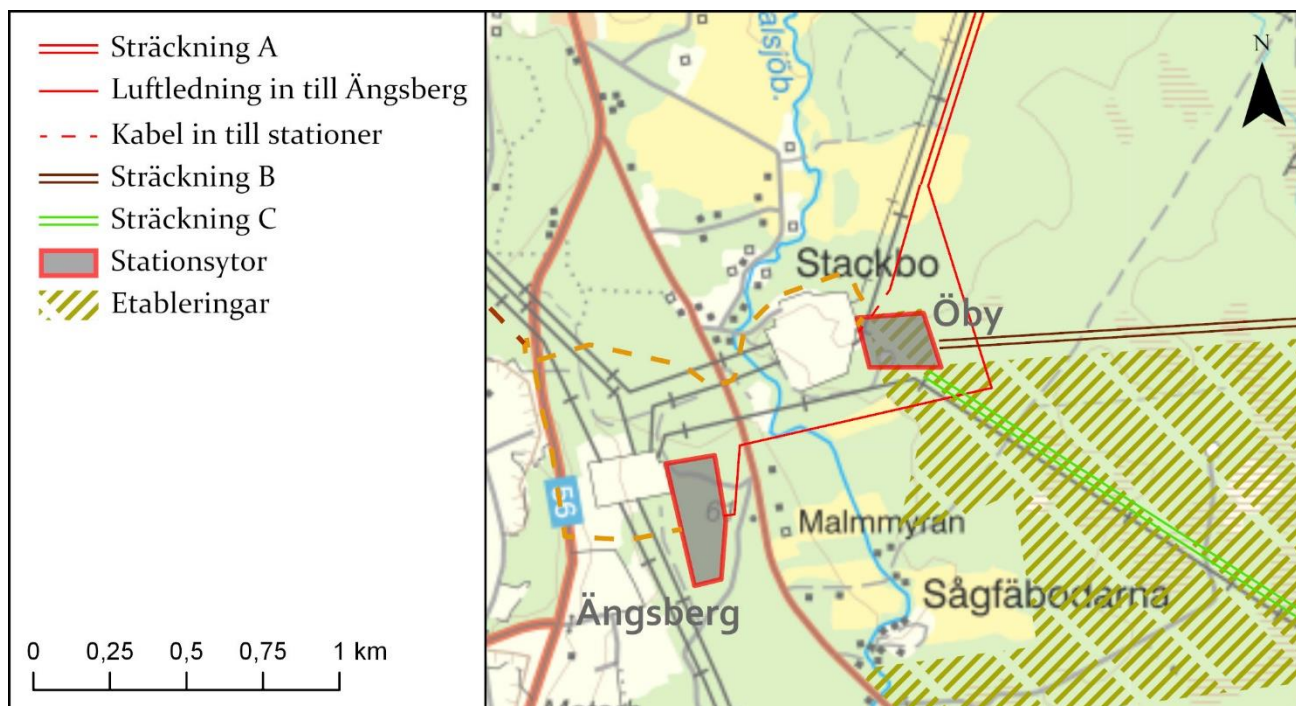 Sträckning A
Luftledning in till Ängsberg
Kabel in till stationer
Sträckning B
Sträckning C
Stationsytor
Etableringar
0 0,25 0,5 0,75 1 km
N
alsjöb.
Stackbo
Öby
56
Malmmyran
Sågfäbodarna
Ängsberg